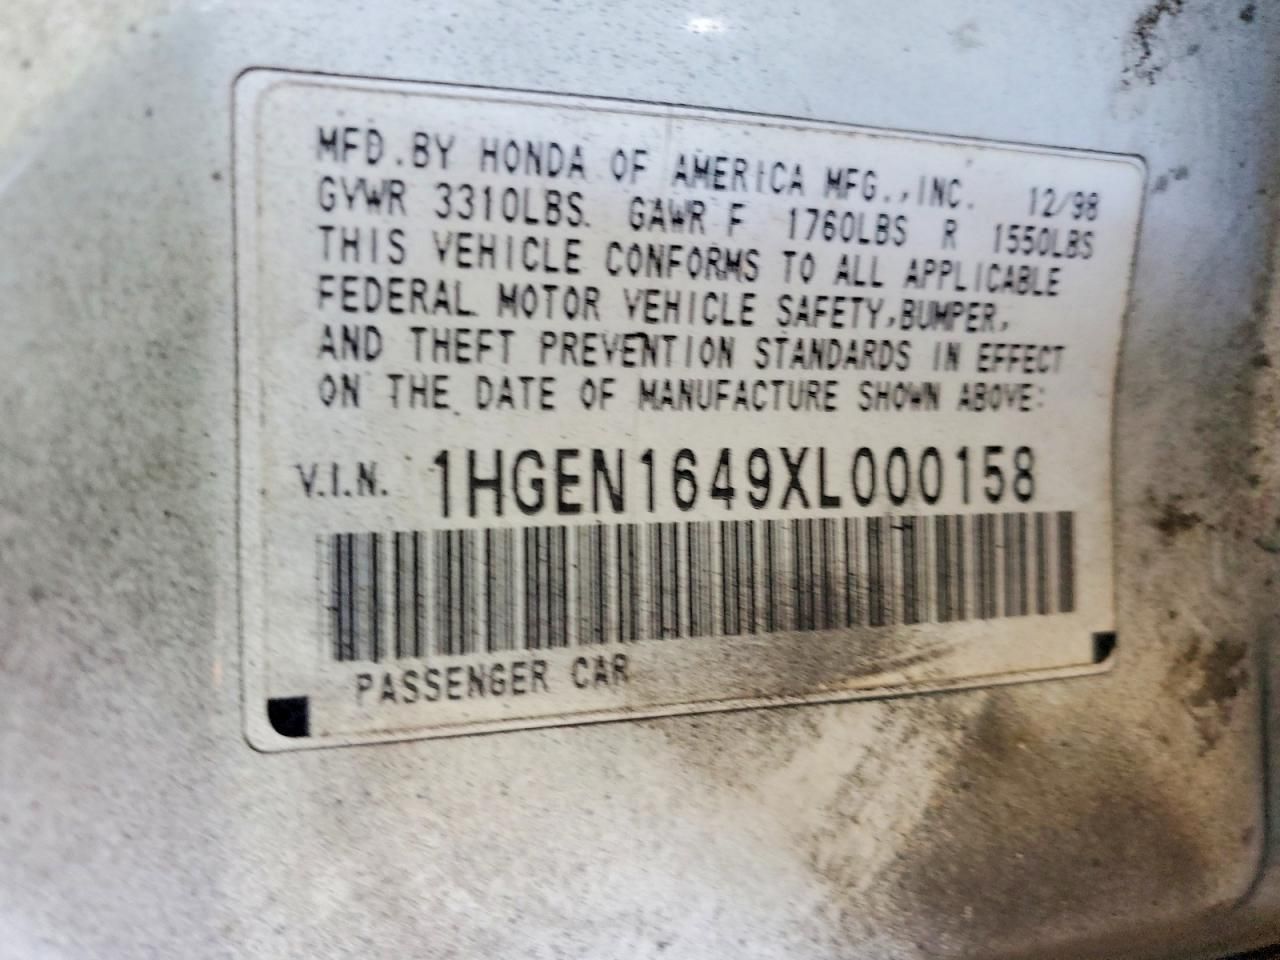 MFD.BY HONDA OF AMERICA MFG.,INC. 12/98
GVWR 3310LBS. GAWR F 1760LBS R 1550LBS
THIS VEHICLE CONFORMS TO ALL APPLICABLE
FEDERAL MOTOR VEHICLE SAFETY,BUMPER,
AND THEFT PREVENTION STANDARDS IN EFFECT
ON THE DATE OF MANUFACTURE SHOWN ABOVE:
V.I.N. 1HGEN1649XL000158
PASSENGER CAR